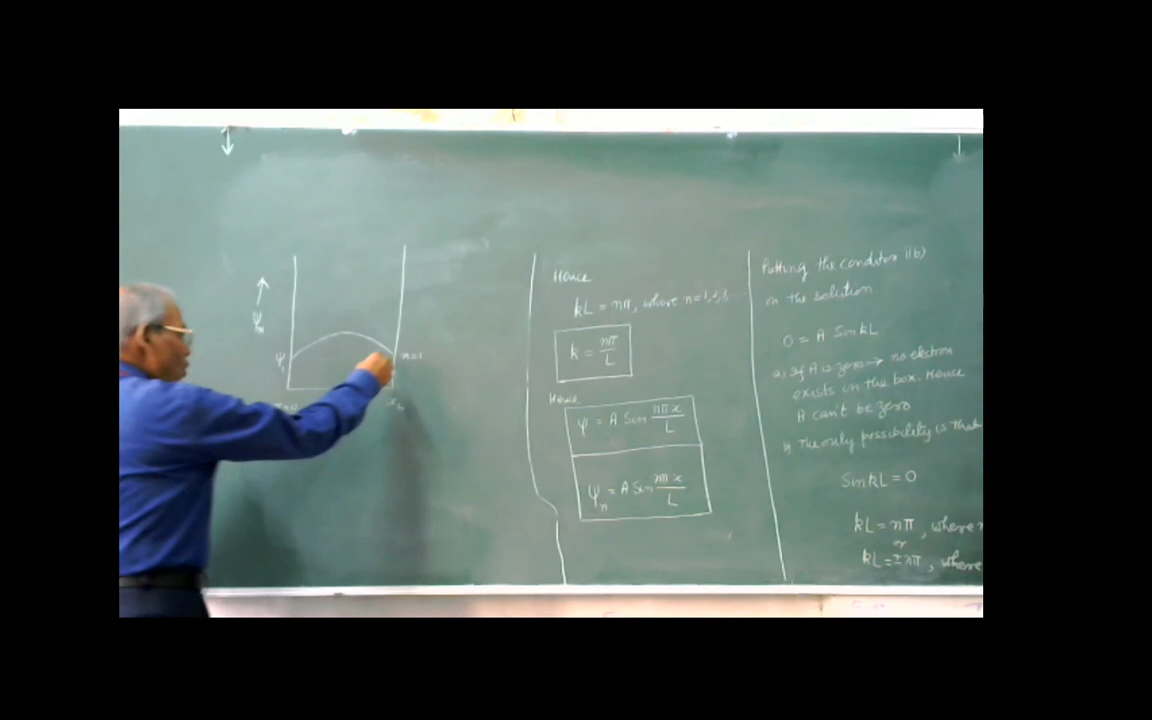 ψn
ψ1
n=1
x=0
xL
Hence
kL = nπ, where n=1,2,3...
k = nπ/L
Hence
ψ = A Sin nπx/L
ψn = A Sin nπx/L
Putting the condition ii b)
in the solution
0 = A Sin kL
a) If A is zero → no electron
exists in the box. Hence
A can't be zero
The only possibility is that
Sin kL = 0
kL = nπ, where
or
kL = ±nπ, where